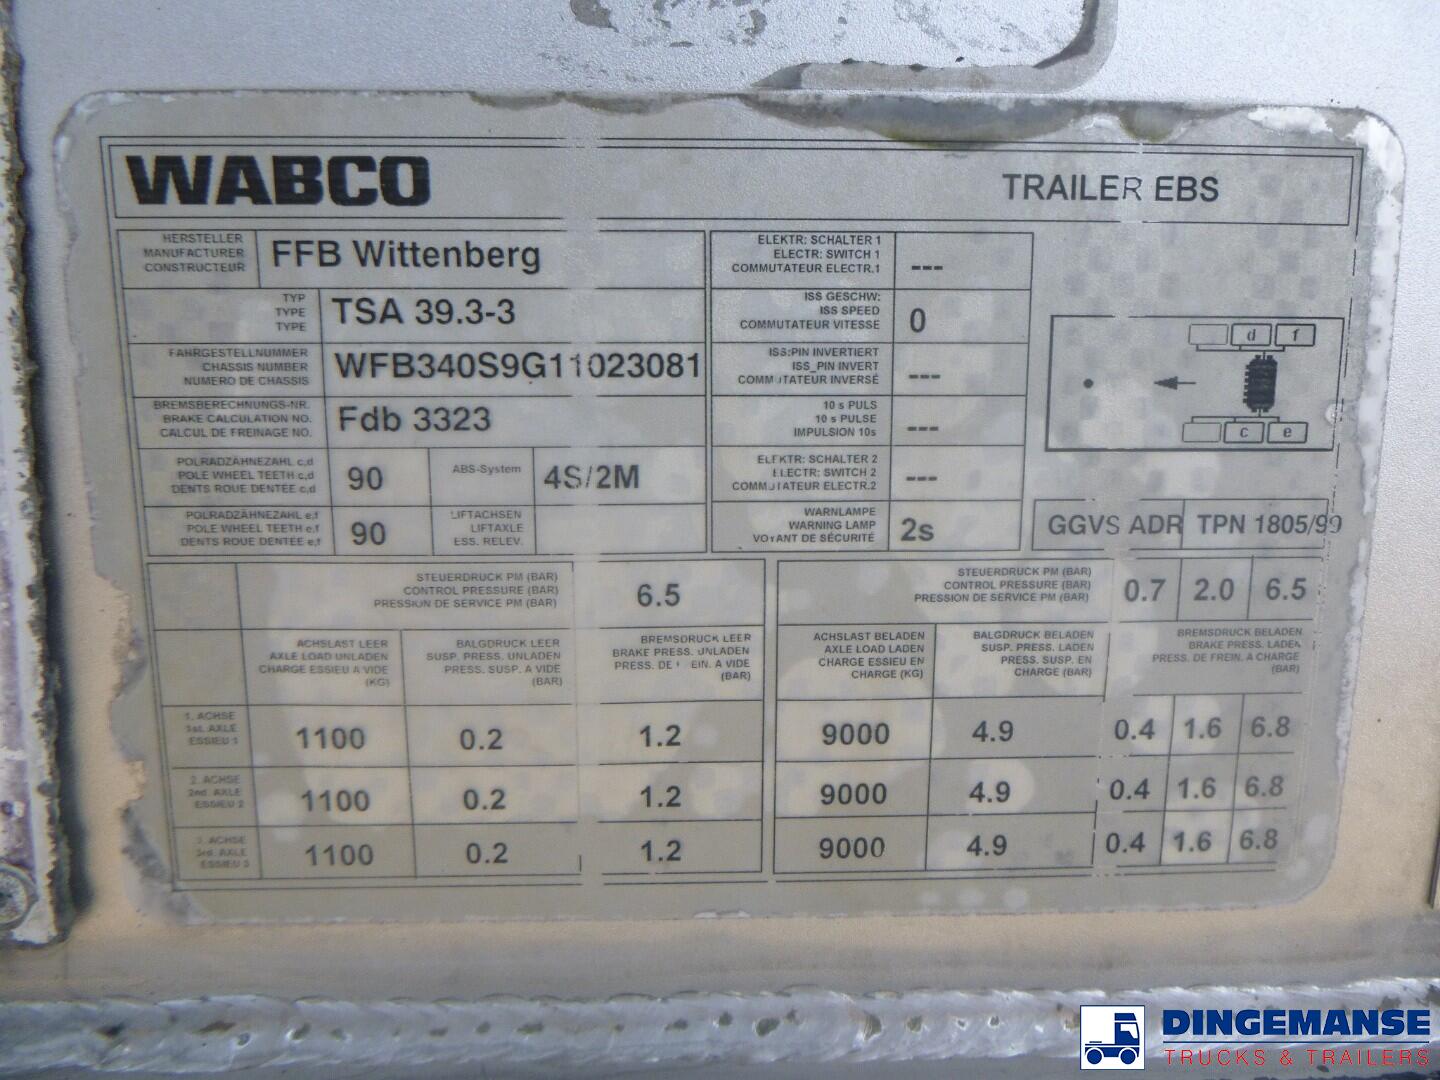 WABCO TRAILER EBS
HERSTELLER
MANUFACTURER
CONSTRUCTEUR
FFB Wittenberg
TYP
TYPE
TYPE
TSA 39.3-3
FAHRGESTELLNUMMER
CHASSIS NUMBER
NUMERO DE CHASSIS
WFB340S9G11023081
BREMSBERECHNUNGS-NR.
BRAKE CALCULATION NO.
CALCUL DE FREINAGE NO.
Fdb 3323
POLRADZÄHNEZAHL c,d
POLE WHEEL TEETH c,d
DENTS ROUE DENTÉE c,d
90
ABS-System
4S/2M
POLRADZÄHNEZAHL e,f
POLE WHEEL TEETH e,f
DENTS ROUE DENTÉE e,f
90
LIFTACHSEN
LIFTAXLE
ESS. RELEV.
ELEKTR: SCHALTER 1
ELECTR: SWITCH 1
COMMUTATEUR ELECTR.1
---
ISS GESCHW:
ISS SPEED
COMMUTATEUR VITESSE
0
ISS:PIN INVERTIERT
ISS_PIN INVERT
COMMUTATEUR INVERSÉ
---
10 s PULS
10 s PULSE
IMPULSION 10s
---
ELEKTR: SCHALTER 2
ELECTR: SWITCH 2
COMMUTATEUR ELECTR.2
---
WARNLAMPE
WARNING LAMP
VOYANT DE SÉCURITÉ
2s
d f
c e
GGVS ADR TPN 1805/99
STEUERDRUCK PM (BAR)
CONTROL PRESSURE (BAR)
PRESSION DE SERVICE PM (BAR)
6.5
ACHSLAST LEER
AXLE LOAD UNLADEN
CHARGE ESSIEU A VIDE
(KG)
BALGDRUCK LEER
SUSP. PRESS. UNLADEN
PRESS. SUSP. A VIDE
(BAR)
BREMSDRUCK LEER
BRAKE PRESS. UNLADEN
PRESS. DE FREIN. A VIDE
(BAR)
1. ACHSE
1st. AXLE
ESSIEU 1
1100 0.2 1.2
2. ACHSE
2nd. AXLE
ESSIEU 2
1100 0.2 1.2
3. ACHSE
3rd. AXLE
ESSIEU 3
1100 0.2 1.2
STEUERDRUCK PM (BAR)
CONTROL PRESSURE (BAR)
PRESSION DE SERVICE PM (BAR)
0.7 2.0 6.5
ACHSLAST BELADEN
AXLE LOAD LADEN
CHARGE ESSIEU EN
CHARGE (KG)
BALGDRUCK BELADEN
SUSP. PRESS. LADEN
PRESS. SUSP. EN
CHARGE (BAR)
BREMSDRUCK BELADEN
BRAKE PRESS. LADEN
PRESS. DE FREIN. A CHARGE
(BAR)
9000 4.9 0.4 1.6 6.8
9000 4.9 0.4 1.6 6.8
9000 4.9 0.4 1.6 6.8
DINGEMANSE
TRUCKS & TRAILERS